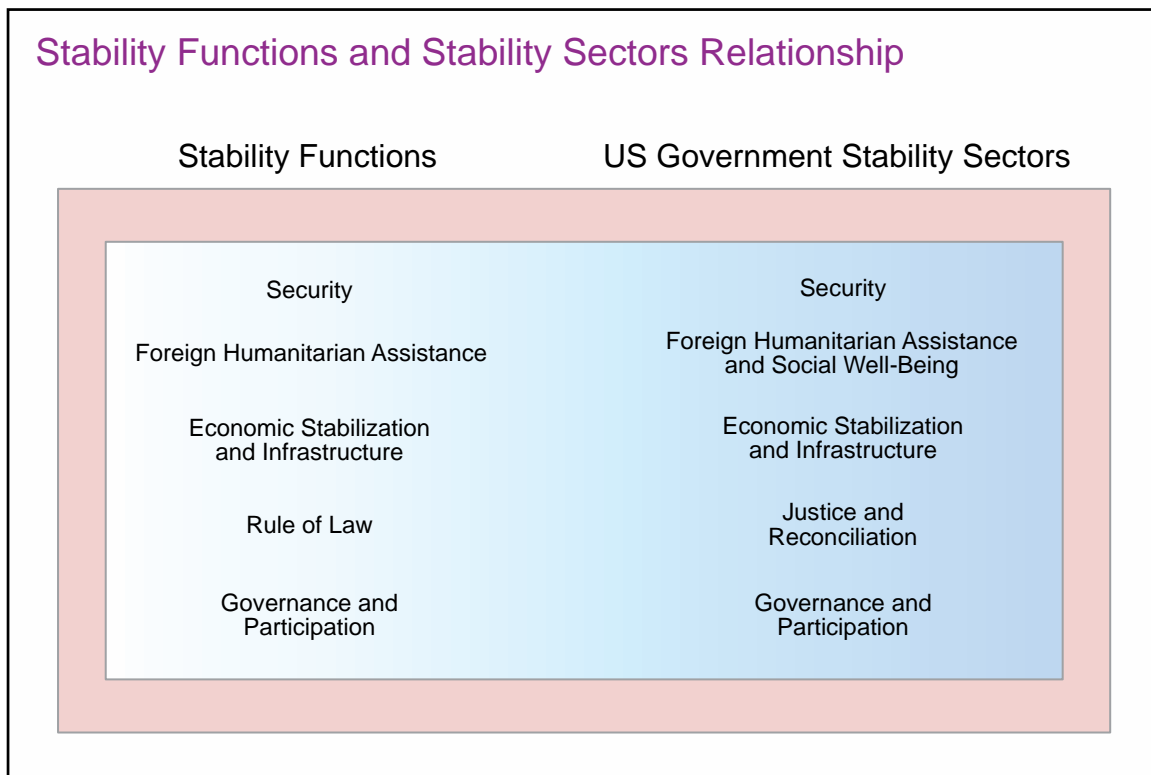 Stability Functions and Stability Sectors Relationship
Stability Functions
US Government Stability Sectors
Security
Security
Foreign Humanitarian Assistance
Foreign Humanitarian Assistance
and Social Well-Being
Economic Stabilization
and Infrastructure
Economic Stabilization
and Infrastructure
Rule of Law
Justice and
Reconciliation
Governance and
Participation
Governance and
Participation